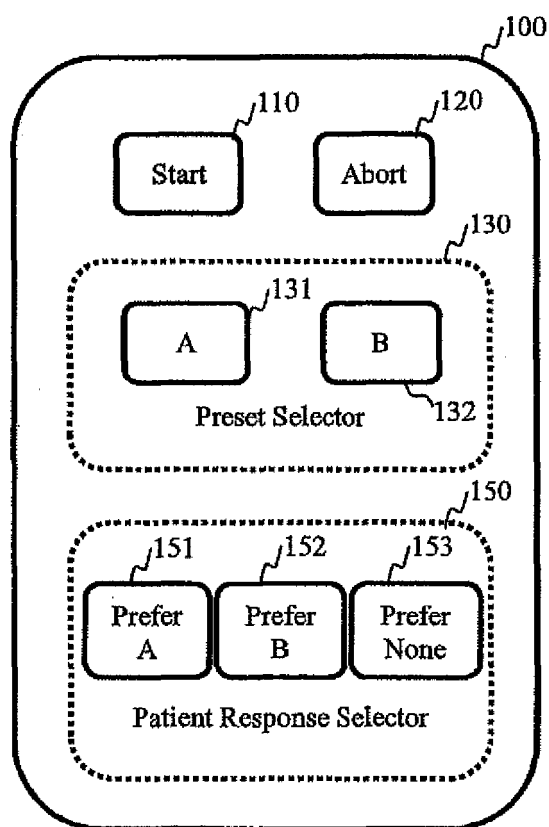 100
110
120
Start
Abort
130
131
A
B
132
Preset Selector
150
151
152
153
Prefer
A
Prefer
B
Prefer
None
Patient Response Selector